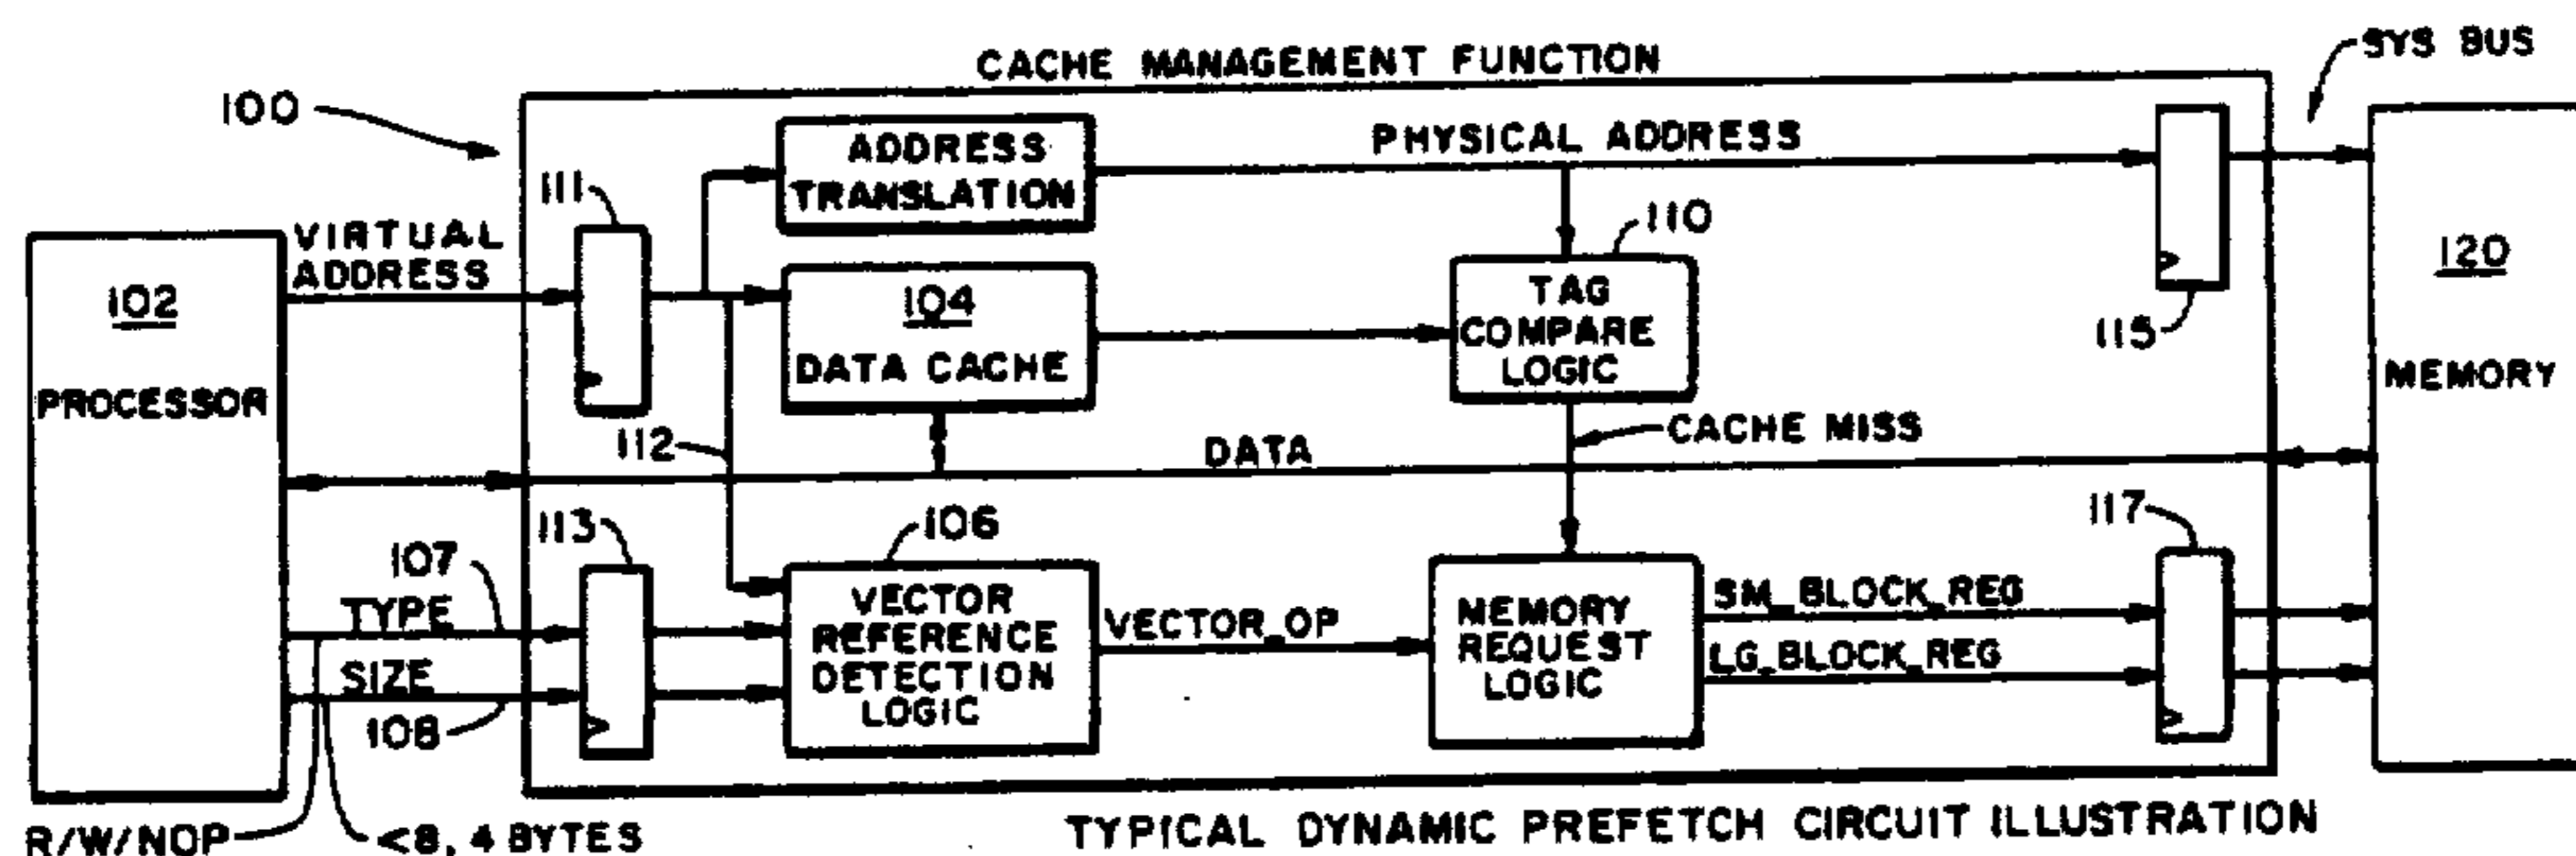 CACHE MANAGEMENT FUNCTION
SYS BUS
100
ADDRESS
TRANSLATION
PHYSICAL ADDRESS
111
110
VIRTUAL
ADDRESS
102
PROCESSOR
104
DATA CACHE
TAG
COMPARE
LOGIC
115
120
MEMORY
112
DATA
CACHE MISS
113
106
117
107
TYPE
SIZE
108
VECTOR
REFERENCE
DETECTION
LOGIC
VECTOR_OP
MEMORY
REQUEST
LOGIC
SM_BLOCK_REG
LG_BLOCK_REG
R/W/NOP
<8, 4 BYTES
TYPICAL DYNAMIC PREFETCH CIRCUIT ILLUSTRATION